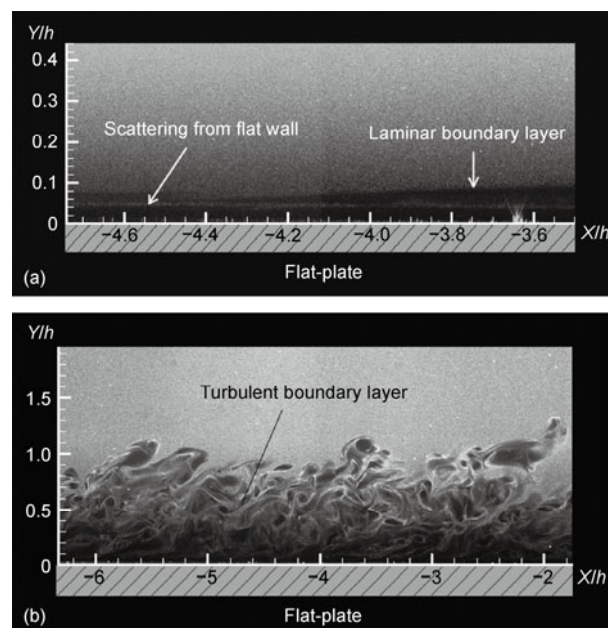 Y/h
0.4
0.3
0.2
0.1
0
Scattering from flat wall
Laminar boundary layer
−4.6 −4.4 −4.2 −4.0 −3.8 −3.6 X/h
(a) Flat-plate
Y/h
1.5
1.0
0.5
0
Turbulent boundary layer
−6 −5 −4 −3 −2 X/h
(b) Flat-plate